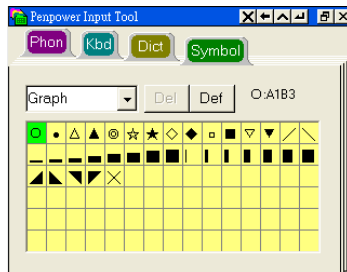 Penpower Input Tool
Phon Kbd Dict Symbol
Graph Del Def O:A1B3
○ ● △ ▲ ◎ ☆ ★ ◇ ◆ □ ■ ▽ ▼ ╱ ╲
▁ ▂ ▃ ▄ ▅ ▆ ▇ █ ▏ ▎ ▍ ▌ ▋ ▊ ▉
◢ ◣ ◥ ◤ ╳